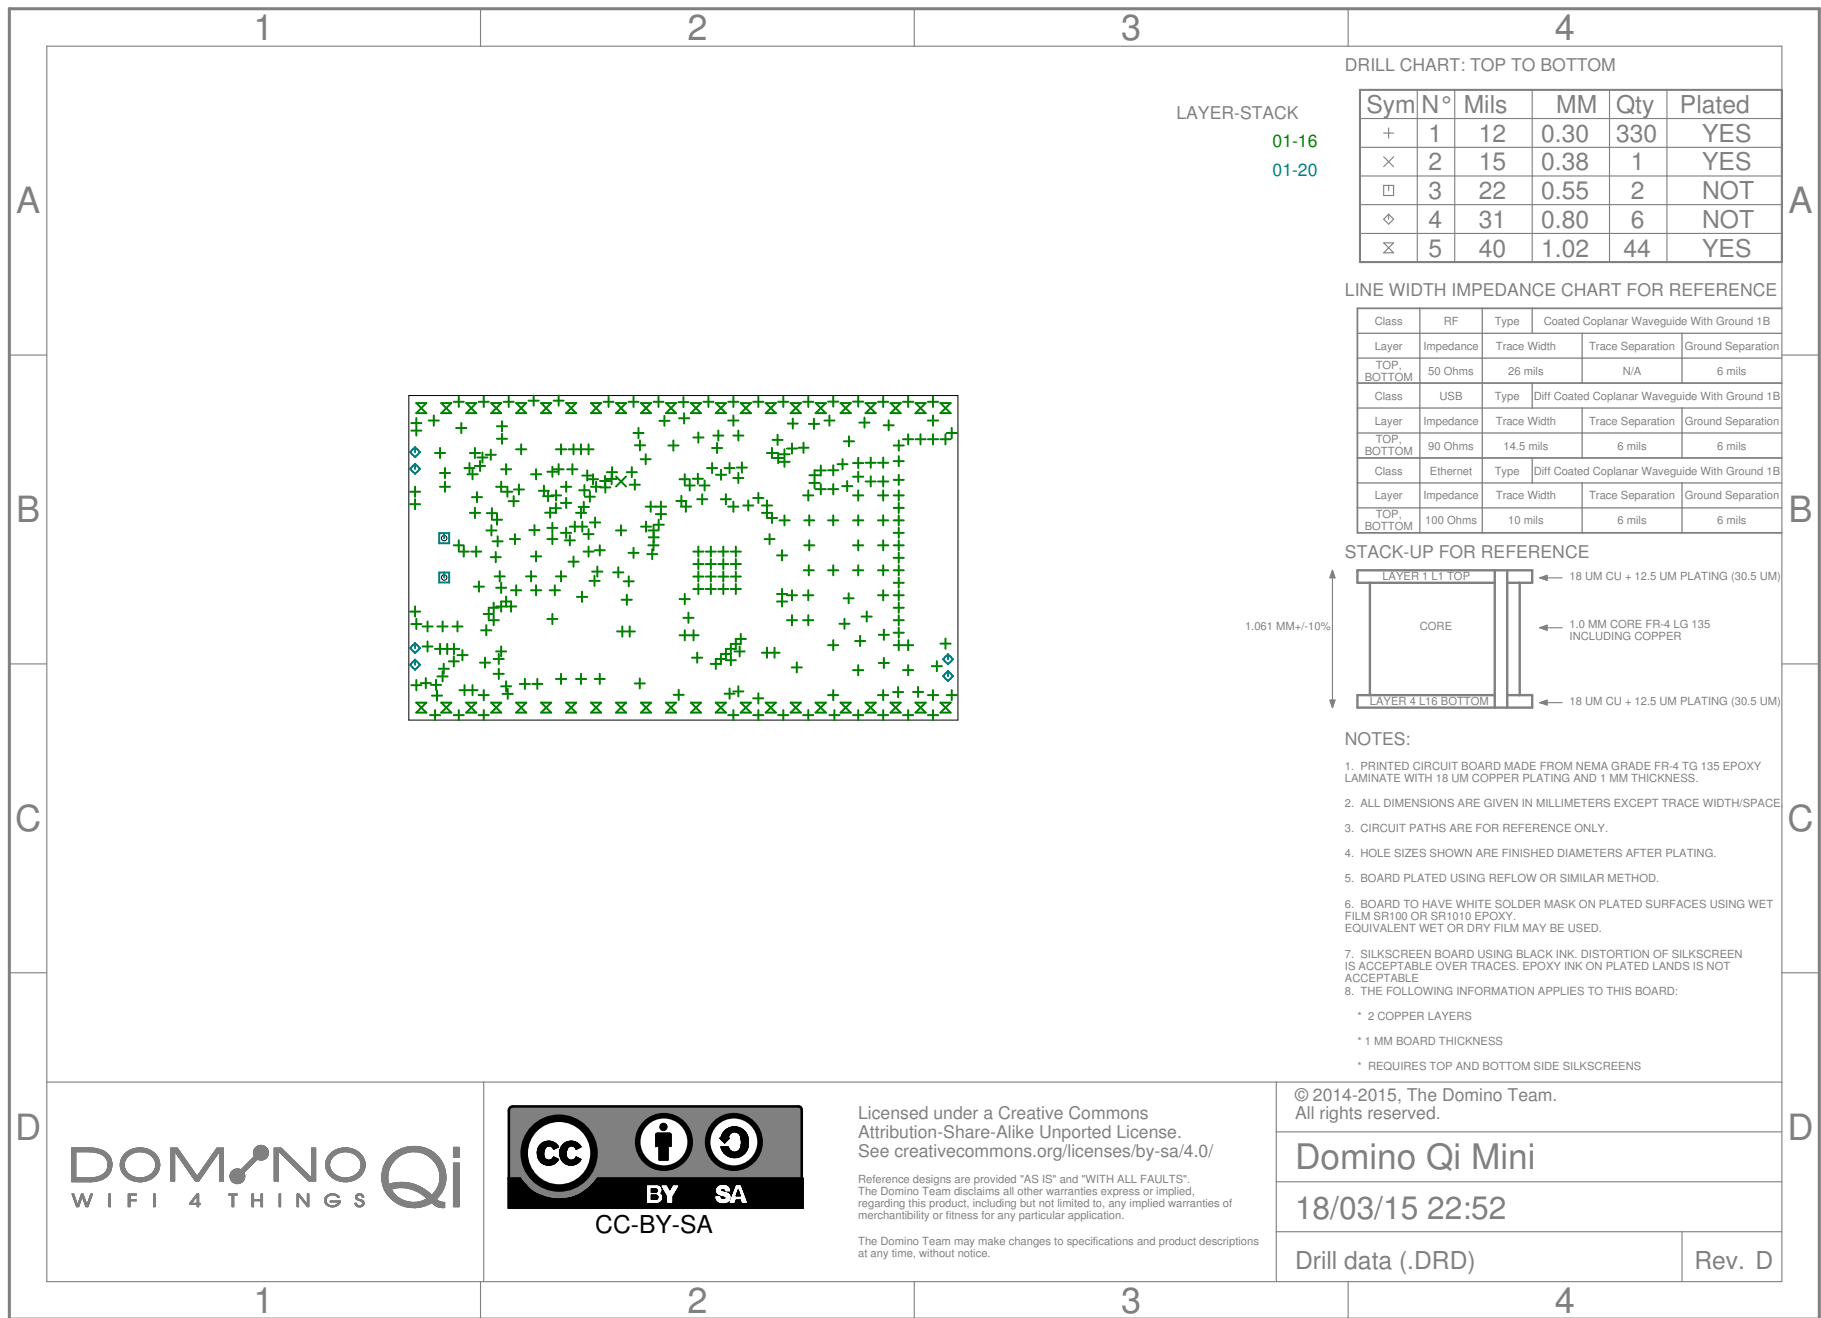 1 2 3 4
A
B
C
D
A
B
C
D
LAYER-STACK
01-16
01-20
DRILL CHART: TOP TO BOTTOM
Sym N° Mils MM Qty Plated
1 12 0.30 330 YES
2 15 0.38 1 YES
3 22 0.55 2 NOT
4 31 0.80 6 NOT
5 40 1.02 44 YES
LINE WIDTH IMPEDANCE CHART FOR REFERENCE
Class RF Type Coated Coplanar Waveguide With Ground 1B
Layer Impedance Trace Width Trace Separation Ground Separation
TOP,
BOTTOM 50 Ohms 26 mils N/A 6 mils
Class USB Type Diff Coated Coplanar Waveguide With Ground 1B
Layer Impedance Trace Width Trace Separation Ground Separation
TOP,
BOTTOM 90 Ohms 14.5 mils 6 mils 6 mils
Class Ethernet Type Diff Coated Coplanar Waveguide With Ground 1B
Layer Impedance Trace Width Trace Separation Ground Separation
TOP,
BOTTOM 100 Ohms 10 mils 6 mils 6 mils
STACK-UP FOR REFERENCE
LAYER 1 L1 TOP
18 UM CU + 12.5 UM PLATING (30.5 UM)
1.061 MM+/-10%
CORE
1.0 MM CORE FR-4 LG 135
INCLUDING COPPER
LAYER 4 L16 BOTTOM
18 UM CU + 12.5 UM PLATING (30.5 UM)
NOTES:
1. PRINTED CIRCUIT BOARD MADE FROM NEMA GRADE FR-4 TG 135 EPOXY
LAMINATE WITH 18 UM COPPER PLATING AND 1 MM THICKNESS.
2. ALL DIMENSIONS ARE GIVEN IN MILLIMETERS EXCEPT TRACE WIDTH/SPACE
3. CIRCUIT PATHS ARE FOR REFERENCE ONLY.
4. HOLE SIZES SHOWN ARE FINISHED DIAMETERS AFTER PLATING.
5. BOARD PLATED USING REFLOW OR SIMILAR METHOD.
6. BOARD TO HAVE WHITE SOLDER MASK ON PLATED SURFACES USING WET
FILM SR100 OR SR1010 EPOXY.
EQUIVALENT WET OR DRY FILM MAY BE USED.
7. SILKSCREEN BOARD USING BLACK INK. DISTORTION OF SILKSCREEN
IS ACCEPTABLE OVER TRACES. EPOXY INK ON PLATED LANDS IS NOT
ACCEPTABLE
8. THE FOLLOWING INFORMATION APPLIES TO THIS BOARD:
* 2 COPPER LAYERS
* 1 MM BOARD THICKNESS
* REQUIRES TOP AND BOTTOM SIDE SILKSCREENS
DOMINO Qi
WIFI 4 THINGS
cc
BY SA
CC-BY-SA
Licensed under a Creative Commons
Attribution-Share-Alike Unported License.
See creativecommons.org/licenses/by-sa/4.0/
Reference designs are provided "AS IS" and "WITH ALL FAULTS".
The Domino Team disclaims all other warranties express or implied,
regarding this product, including but not limited to, any implied warranties of
merchantibility or fitness for any particular application.
The Domino Team may make changes to specifications and product descriptions
at any time, without notice.
© 2014-2015, The Domino Team.
All rights reserved.
Domino Qi Mini
18/03/15 22:52
Drill data (.DRD) Rev. D
1 2 3 4